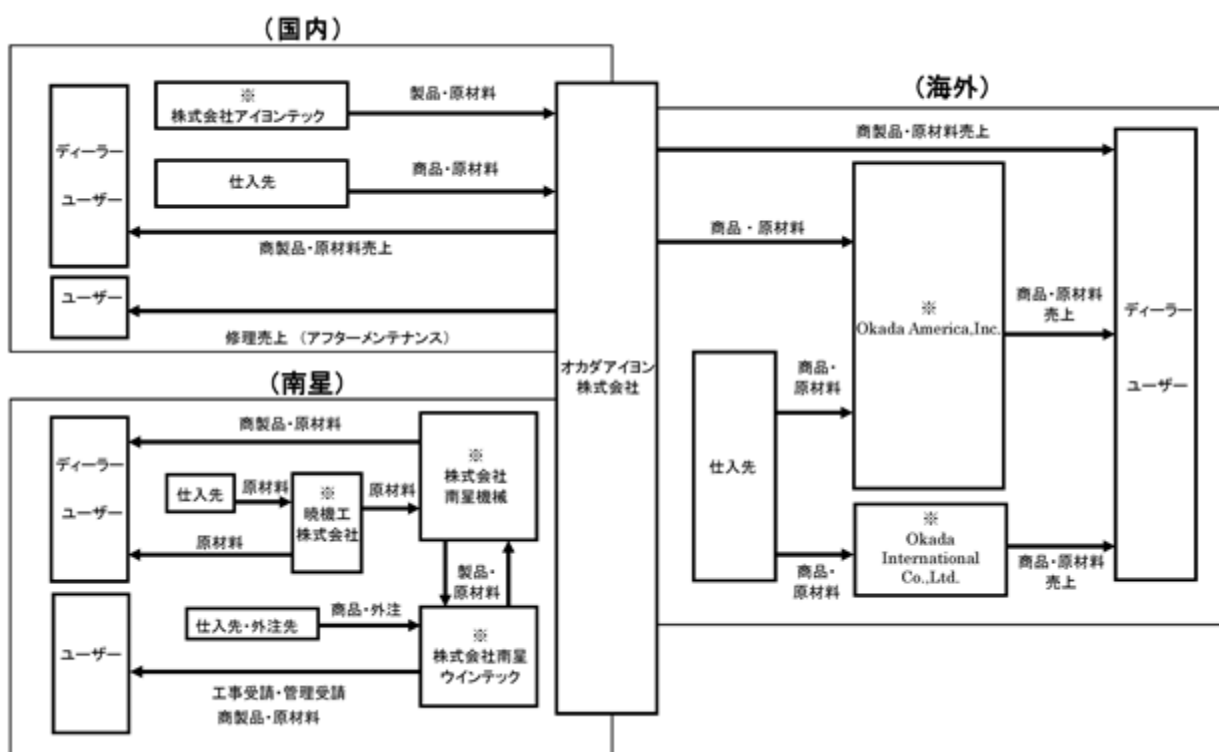 （国内）
※
株式会社アイヨンテック
製品・原材料
ディーラー
ユーザー
仕入先
商品・原材料
商製品・原材料売上
ユーザー
修理売上 （アフターメンテナンス）
オカダアイヨン
株式会社
（海外）
商製品・原材料売上
商品・原材料
※
Okada America,Inc.
商品・原材料
売上
ディーラー
ユーザー
仕入先
商品・
原材料
商品・
原材料
※
Okada
International
Co.,Ltd.
商品・原材料
売上
（南星）
ディーラー
ユーザー
商製品・原材料
※
株式会社
南星機械
仕入先
原材料
※
暁機工
株式会社
原材料
原材料
製品・
原材料
仕入先・外注先
商品・外注
※
株式会社南星
ウインテック
ユーザー
工事受請・管理受請
商製品・原材料